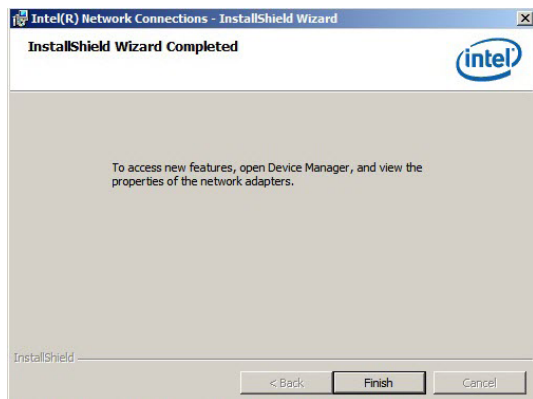 Intel(R) Network Connections - InstallShield Wizard
InstallShield Wizard Completed
intel
To access new features, open Device Manager, and view the
properties of the network adapters.
InstallShield
< Back
Finish
Cancel